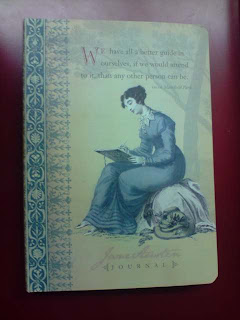 We have all a better guide in
ourselves, if we would attend
to it, than any other person can be.
Jane Austen
JOURNAL